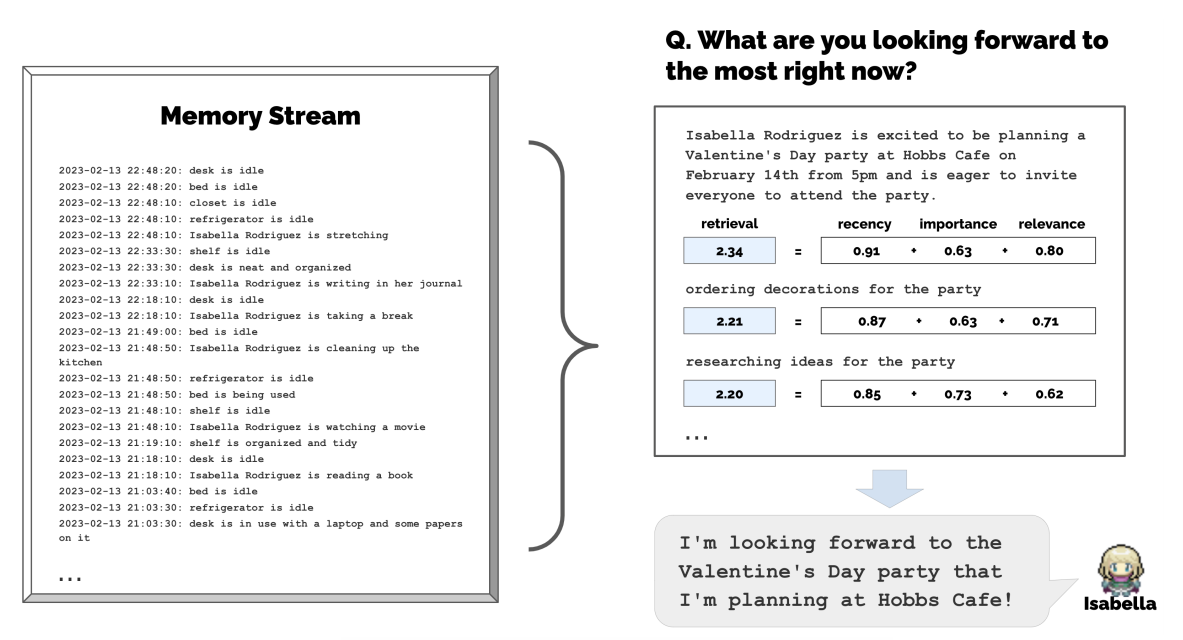 Memory Stream
2023-02-13 22:48:20: desk is idle
2023-02-13 22:48:20: bed is idle
2023-02-13 22:48:10: closet is idle
2023-02-13 22:48:10: refrigerator is idle
2023-02-13 22:48:10: Isabella Rodriguez is stretching
2023-02-13 22:33:30: shelf is idle
2023-02-13 22:33:30: desk is neat and organized
2023-02-13 22:33:10: Isabella Rodriguez is writing in her journal
2023-02-13 22:18:10: desk is idle
2023-02-13 22:18:10: Isabella Rodriguez is taking a break
2023-02-13 21:49:00: bed is idle
2023-02-13 21:48:50: Isabella Rodriguez is cleaning up the
kitchen
2023-02-13 21:48:50: refrigerator is idle
2023-02-13 21:48:50: bed is being used
2023-02-13 21:48:10: shelf is idle
2023-02-13 21:48:10: Isabella Rodriguez is watching a movie
2023-02-13 21:19:10: shelf is organized and tidy
2023-02-13 21:18:10: desk is idle
2023-02-13 21:18:10: Isabella Rodriguez is reading a book
2023-02-13 21:03:40: bed is idle
2023-02-13 21:03:30: refrigerator is idle
2023-02-13 21:03:30: desk is in use with a laptop and some papers
on it
...
Q. What are you looking forward to
the most right now?
Isabella Rodriguez is excited to be planning a
Valentine's Day party at Hobbs Cafe on
February 14th from 5pm and is eager to invite
everyone to attend the party.
retrieval recency importance relevance
2.34 = 0.91 + 0.63 + 0.80
ordering decorations for the party
2.21 = 0.87 + 0.63 + 0.71
researching ideas for the party
2.20 = 0.85 + 0.73 + 0.62
...
I'm looking forward to the
Valentine's Day party that
I'm planning at Hobbs Cafe!
Isabella